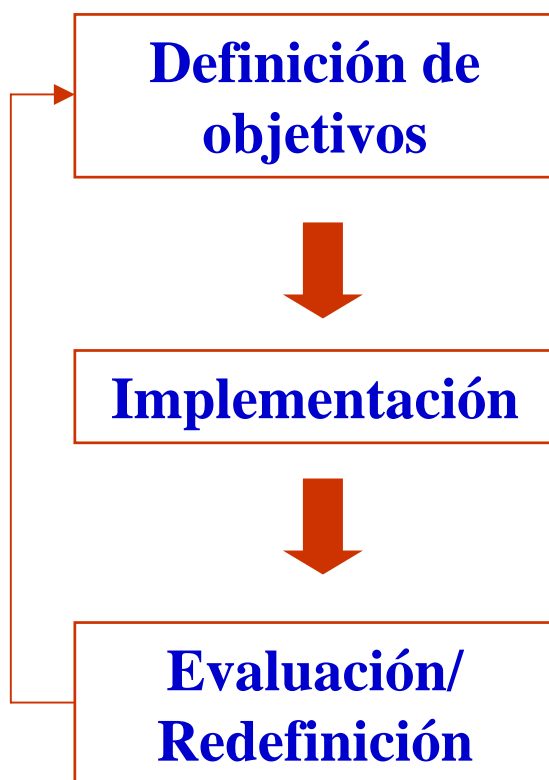 Definición de
objetivos
Implementación
Evaluación/
Redefinición